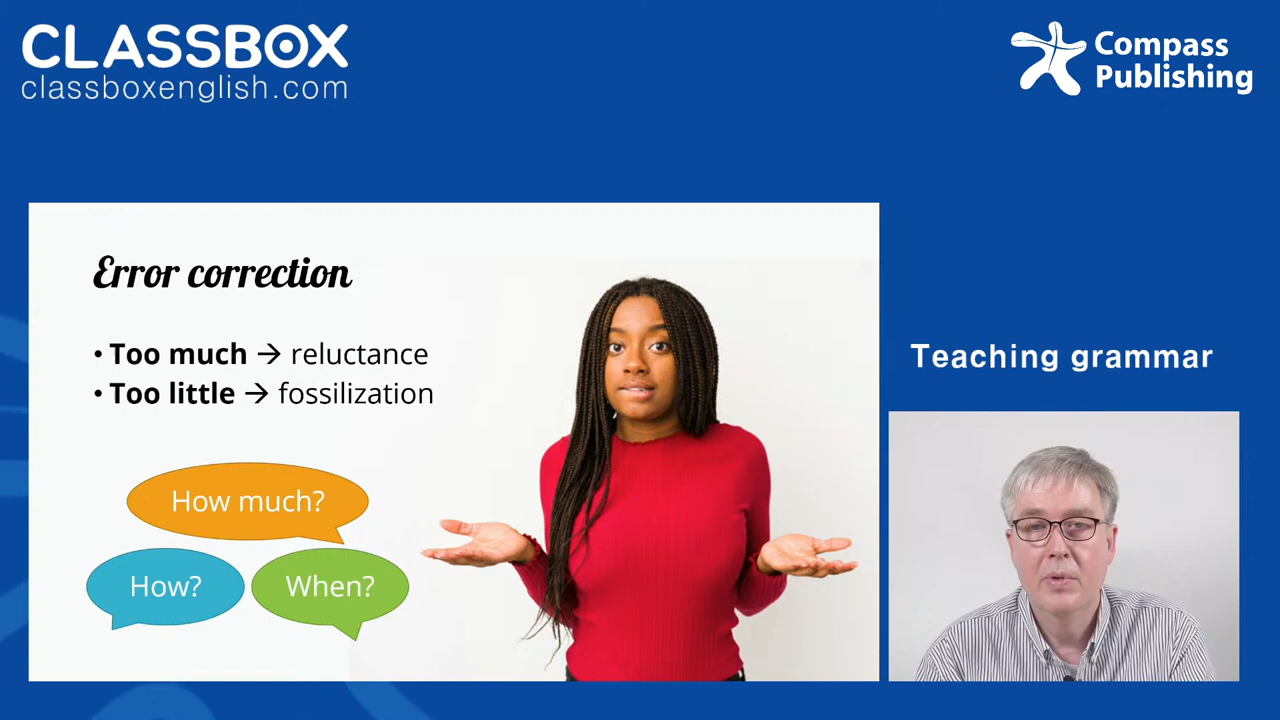 CLASSBOX
classboxenglish.com
Compass
Publishing
Error correction
• Too much → reluctance
• Too little → fossilization
How much?
How?
When?
Teaching grammar